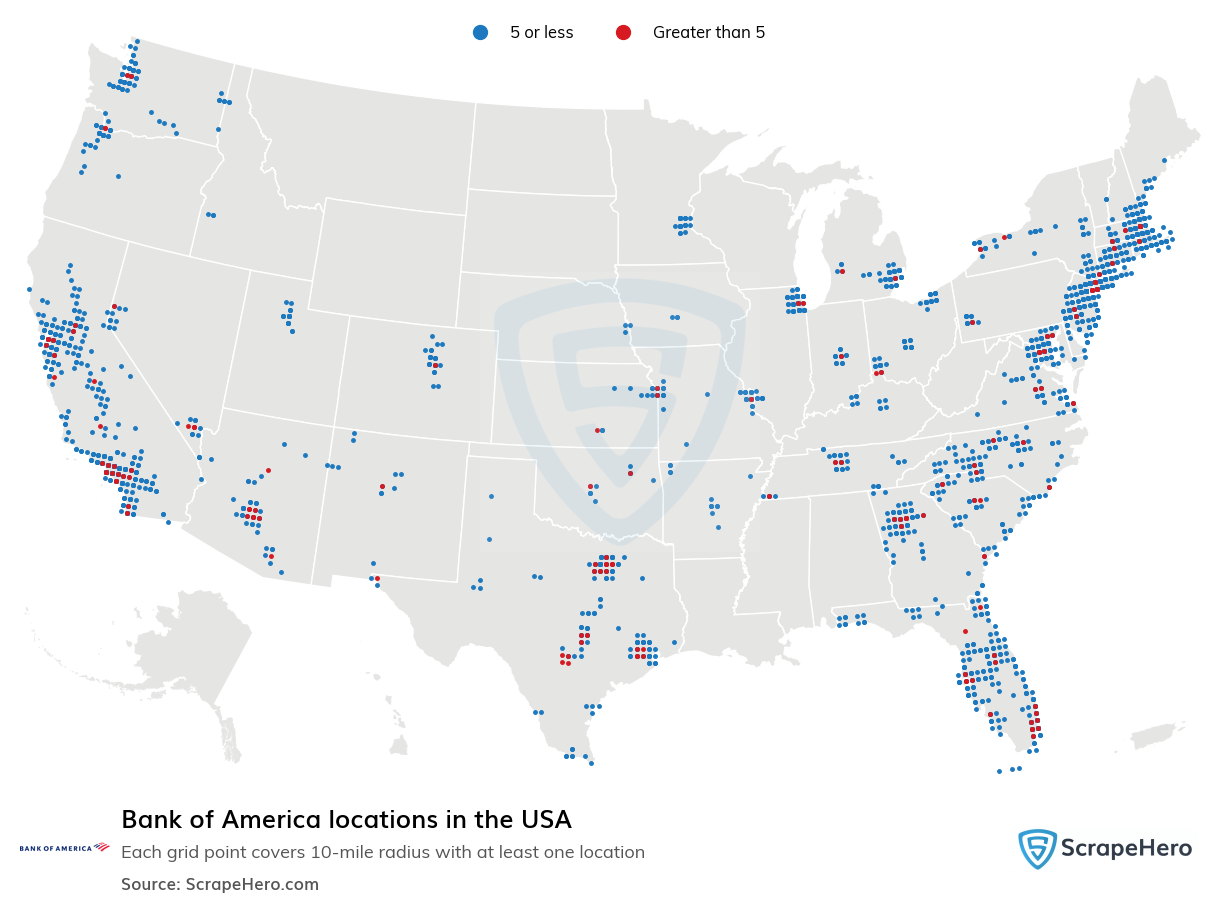 5 or less
Greater than 5
Bank of America locations in the USA
BANK OF AMERICA
Each grid point covers 10-mile radius with at least one location
Source: ScrapeHero.com
ScrapeHero